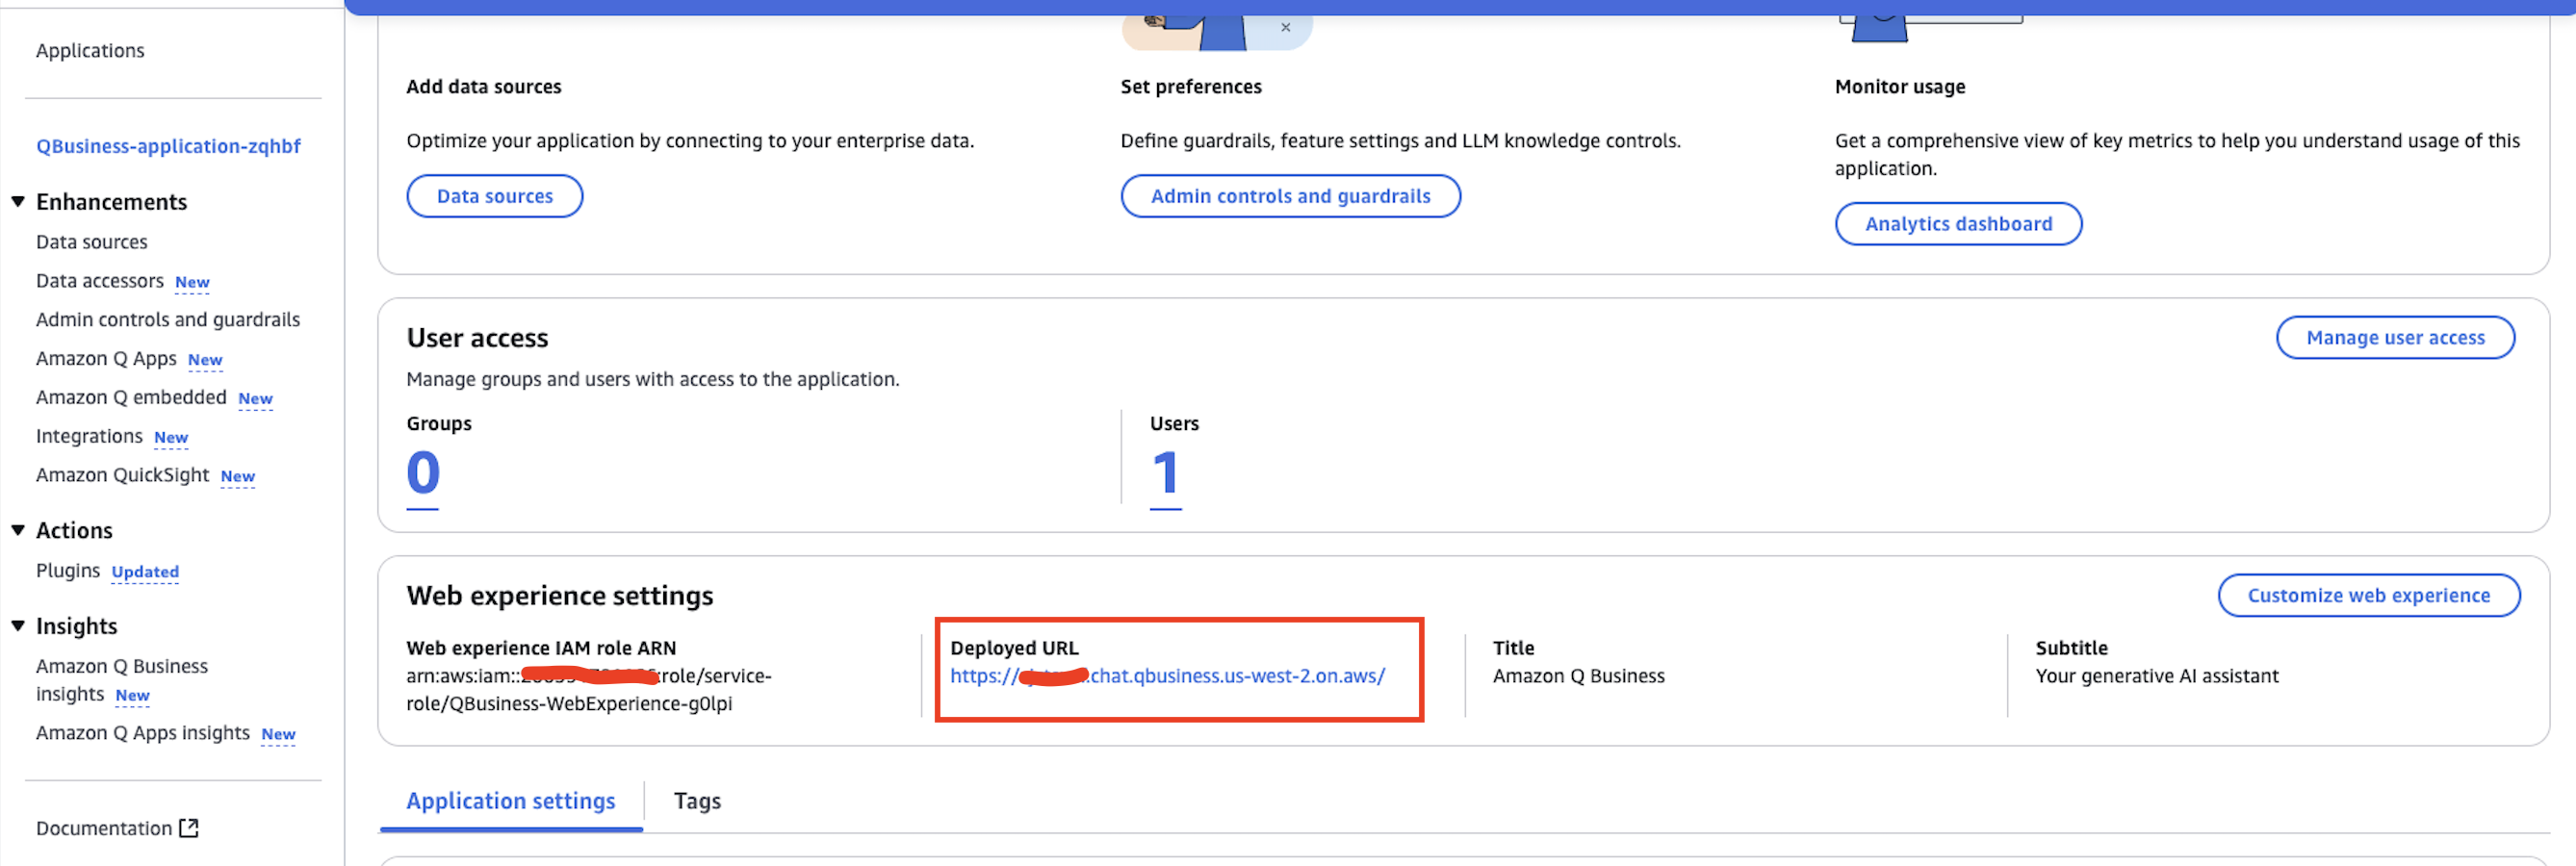 Applications
QBusiness-application-zqhbf
Enhancements
Data sources
Data accessors New
Admin controls and guardrails
Amazon Q Apps New
Amazon Q embedded New
Integrations New
Amazon QuickSight New
Actions
Plugins Updated
Insights
Amazon Q Business
insights New
Amazon Q Apps insights New
Documentation
Add data sources
Optimize your application by connecting to your enterprise data.
Data sources
Set preferences
Define guardrails, feature settings and LLM knowledge controls.
Admin controls and guardrails
Monitor usage
Get a comprehensive view of key metrics to help you understand usage of this
application.
Analytics dashboard
User access
Manage user access
Manage groups and users with access to the application.
Groups
0
Users
1
Web experience settings
Customize web experience
Web experience IAM role ARN
arn:aws:iam:: :role/service-
role/QBusiness-WebExperience-g0lpi
Deployed URL
https:// .chat.qbusiness.us-west-2.on.aws/
Title
Amazon Q Business
Subtitle
Your generative AI assistant
Application settings
Tags